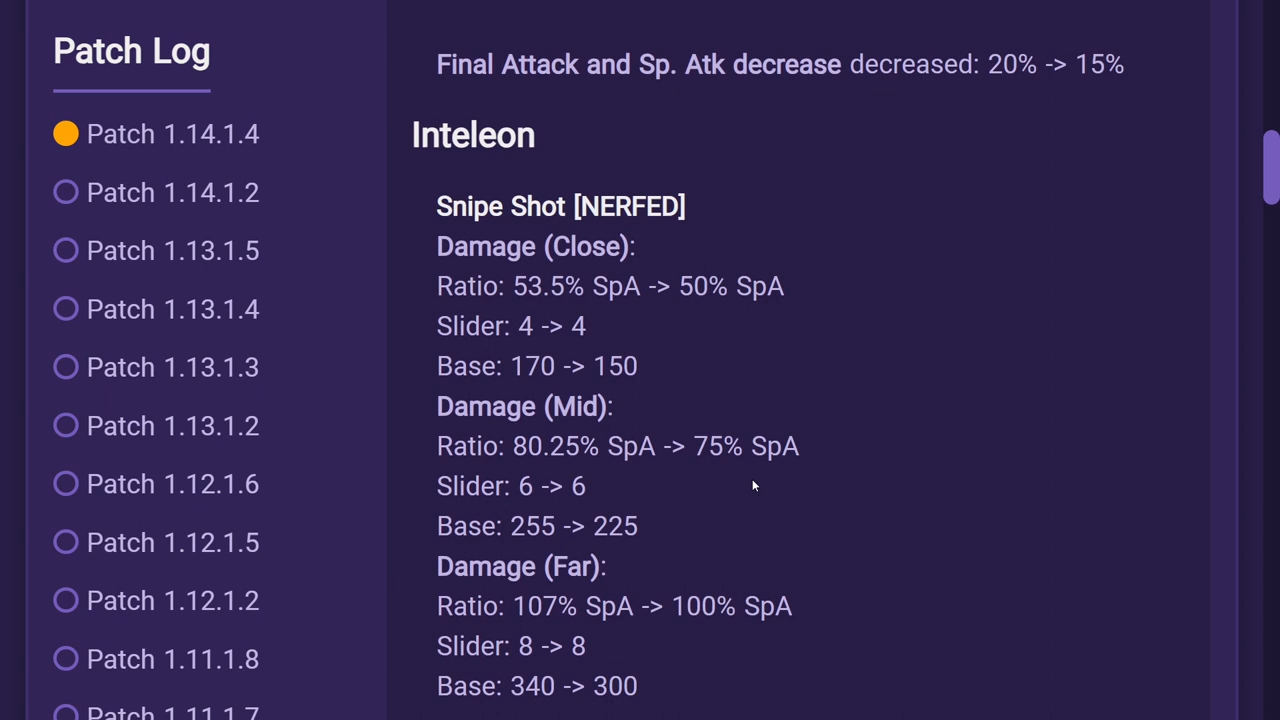 Patch Log
Patch 1.14.1.4
Patch 1.14.1.2
Patch 1.13.1.5
Patch 1.13.1.4
Patch 1.13.1.3
Patch 1.13.1.2
Patch 1.12.1.6
Patch 1.12.1.5
Patch 1.12.1.2
Patch 1.11.1.8
Patch 1.11.1.7
Final Attack and Sp. Atk decrease decreased: 20% -> 15%
Inteleon
Snipe Shot [NERFED]
Damage (Close):
Ratio: 53.5% SpA -> 50% SpA
Slider: 4 -> 4
Base: 170 -> 150
Damage (Mid):
Ratio: 80.25% SpA -> 75% SpA
Slider: 6 -> 6
Base: 255 -> 225
Damage (Far):
Ratio: 107% SpA -> 100% SpA
Slider: 8 -> 8
Base: 340 -> 300